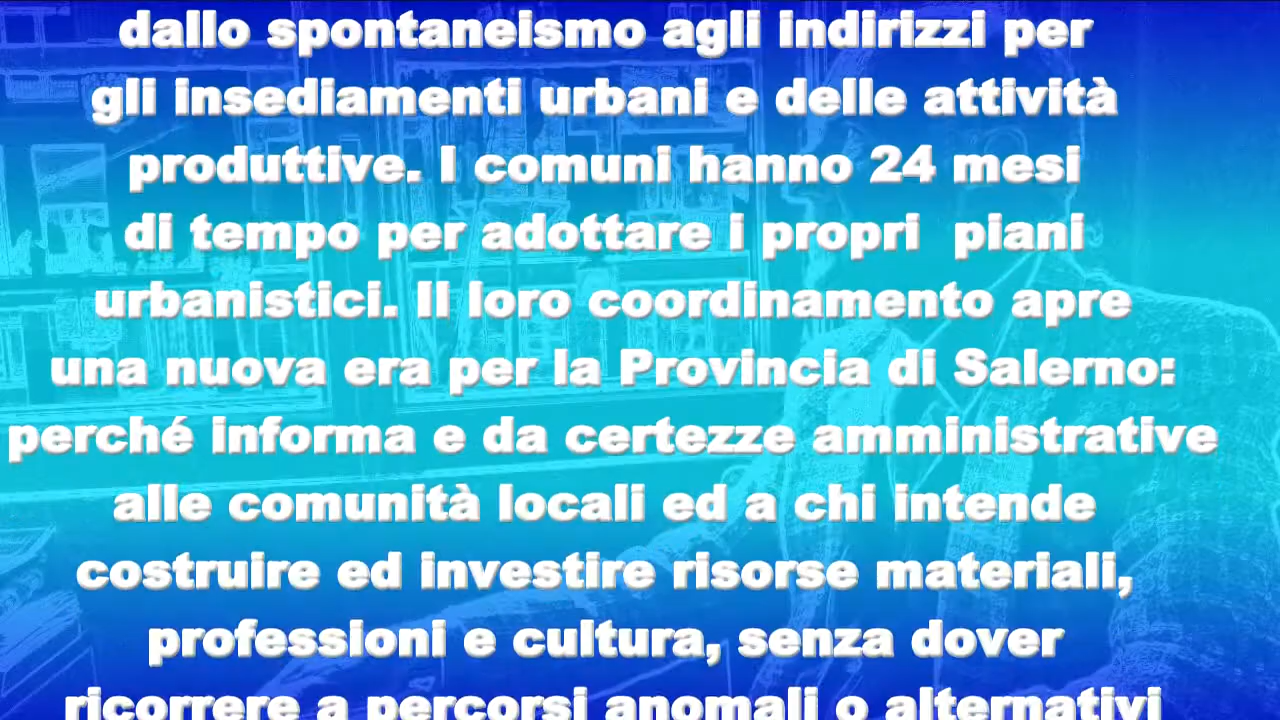 dallo spontaneismo agli indirizzi per
gli insediamenti urbani e delle attività
produttive. I comuni hanno 24 mesi
di tempo per adottare i propri piani
urbanistici. Il loro coordinamento apre
una nuova era per la Provincia di Salerno:
perché informa e da certezze amministrative
alle comunità locali ed a chi intende
costruire ed investire risorse materiali,
professioni e cultura, senza dover
ricorrere a percorsi anomali o alternativi